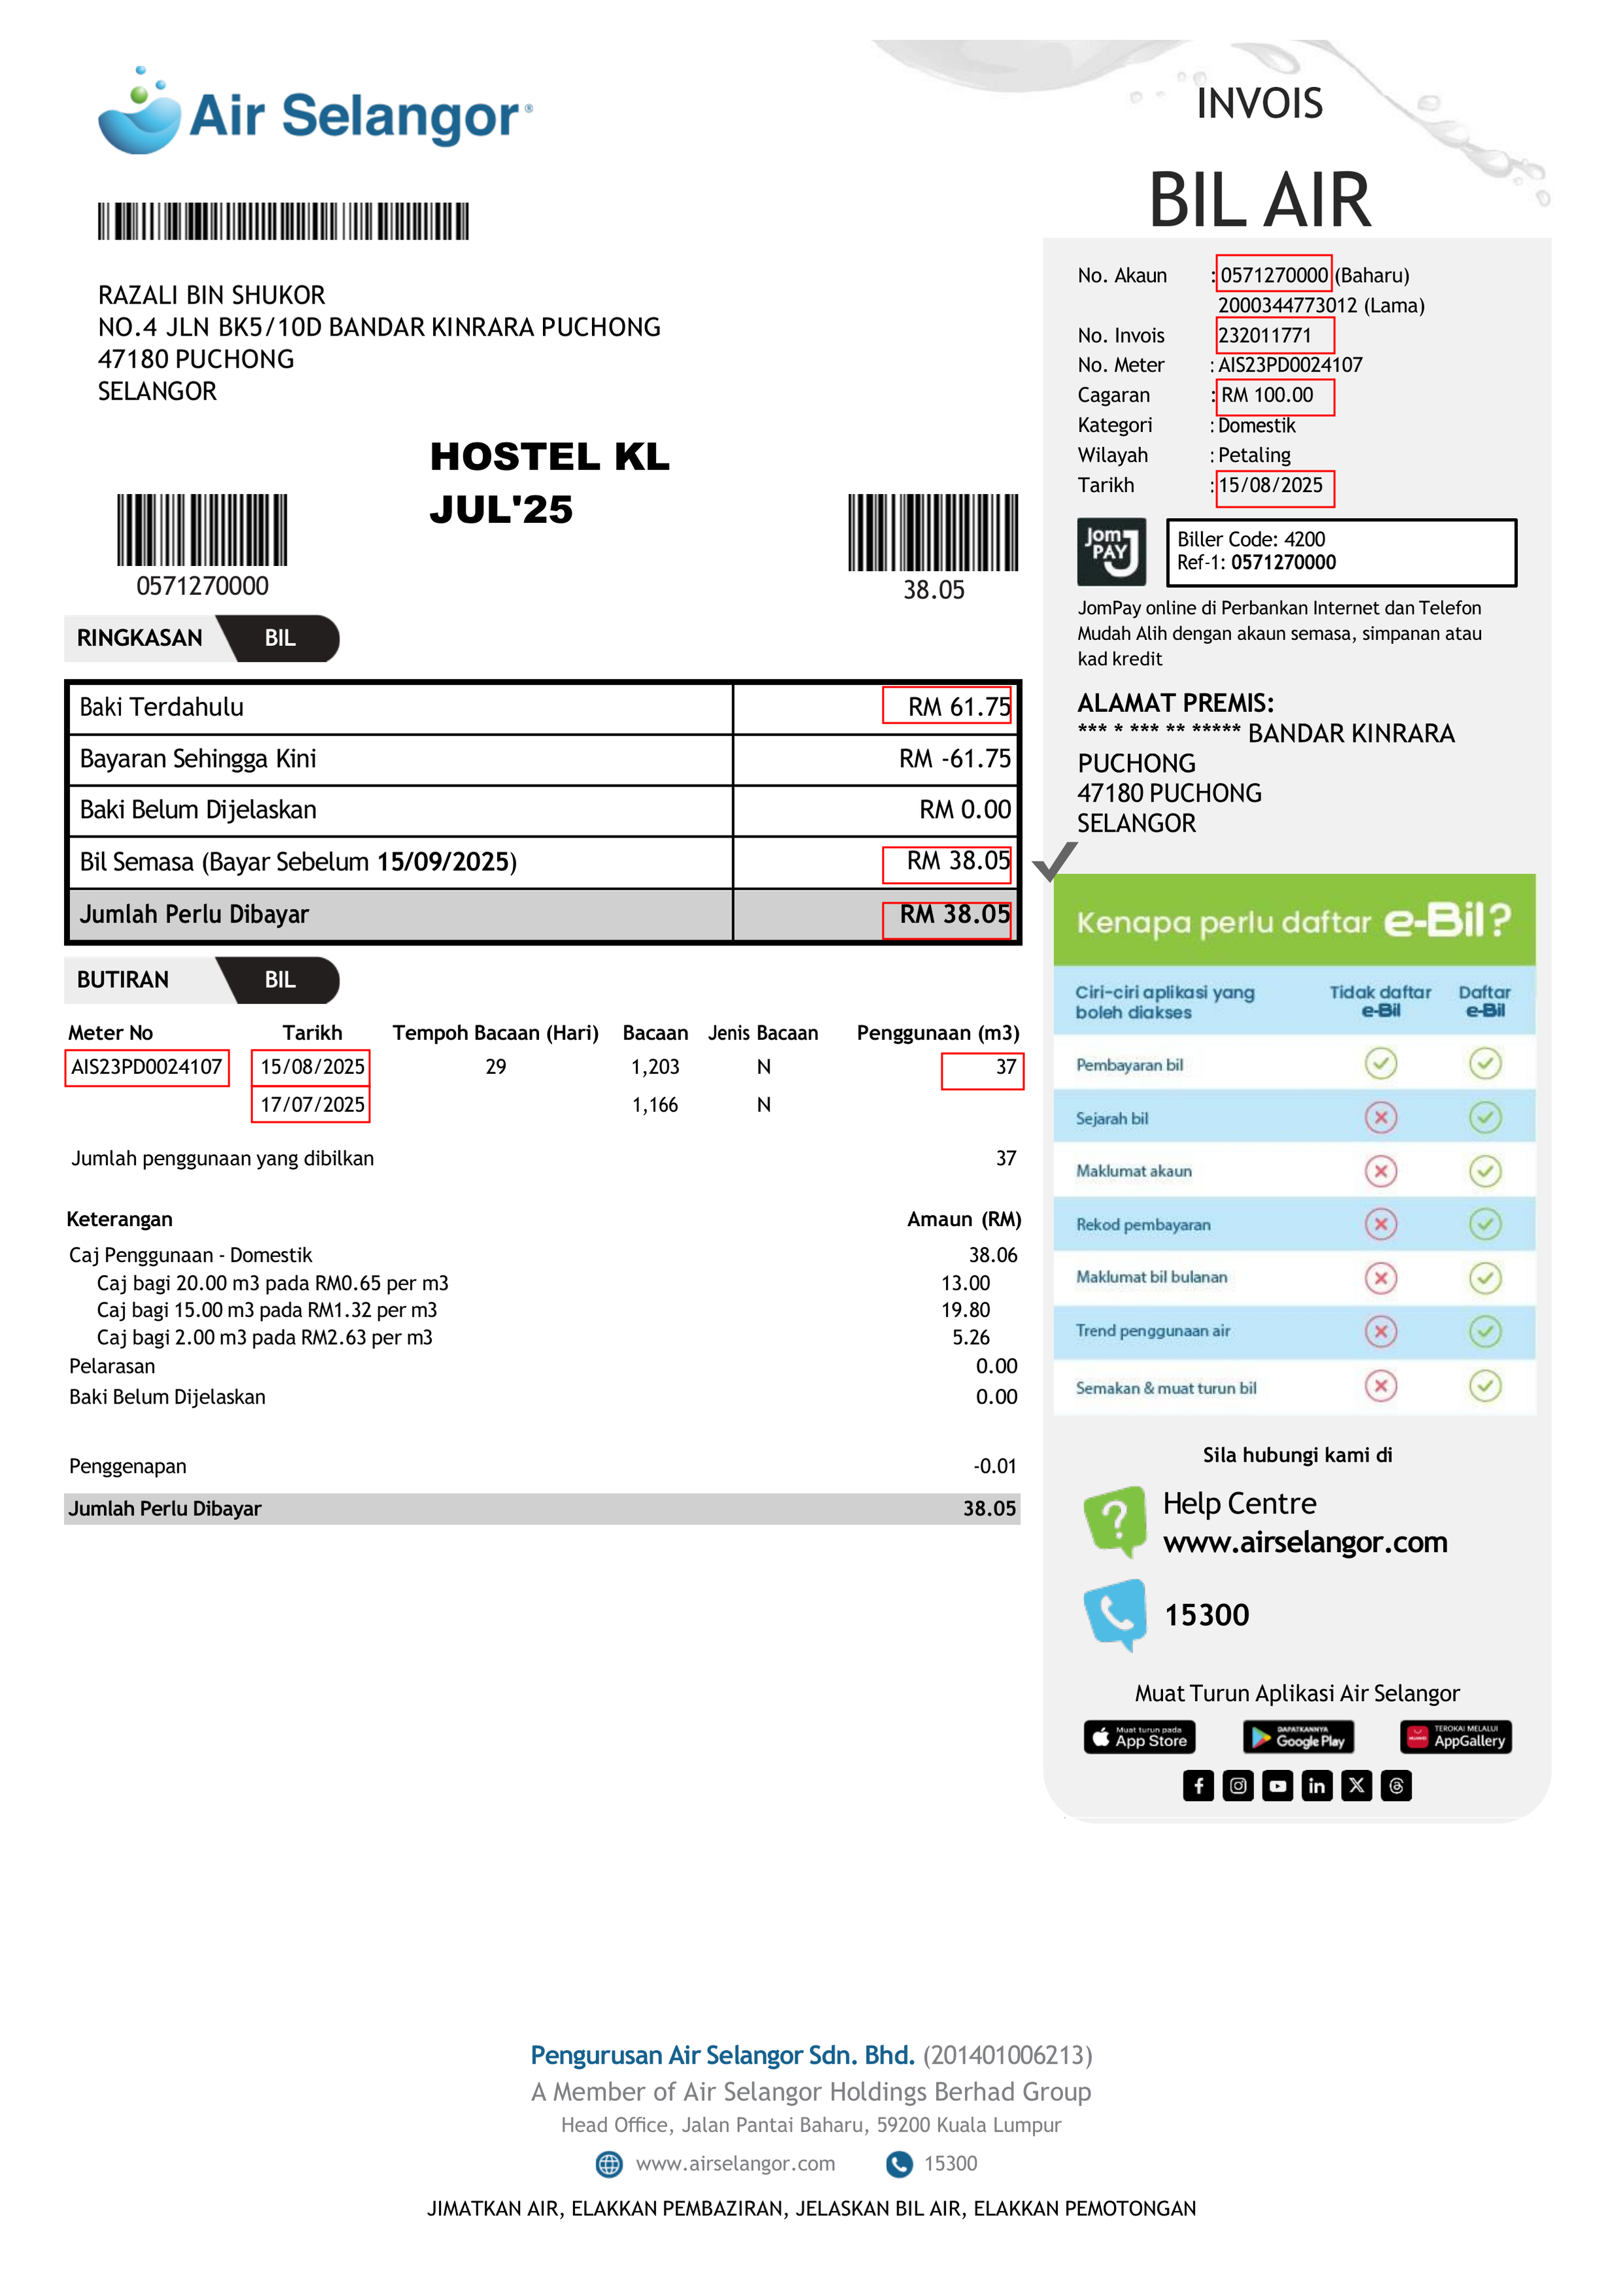 Air Selangor®
INVOIS
BIL AIR
RAZALI BIN SHUKOR
NO.4 JLN BK5/10D BANDAR KINRARA PUCHONG
47180 PUCHONG
SELANGOR
HOSTEL KL
JUL'25
0571270000
38.05
No. Akaun : 0571270000 (Baharu)
2000344773012 (Lama)
No. Invois 232011771
No. Meter : AIS23PD0024107
Cagaran : RM 100.00
Kategori : Domestik
Wilayah : Petaling
Tarikh : 15/08/2025
Jom PAY
Biller Code: 4200
Ref-1: 0571270000
JomPay online di Perbankan Internet dan Telefon
Mudah Alih dengan akaun semasa, simpanan atau
kad kredit
ALAMAT PREMIS:
*** * *** ** ***** BANDAR KINRARA
PUCHONG
47180 PUCHONG
SELANGOR
RINGKASAN BIL
Baki Terdahulu RM 61.75
Bayaran Sehingga Kini RM -61.75
Baki Belum Dijelaskan RM 0.00
Bil Semasa (Bayar Sebelum 15/09/2025) RM 38.05
Jumlah Perlu Dibayar RM 38.05
BUTIRAN BIL
Meter No Tarikh Tempoh Bacaan (Hari) Bacaan Jenis Bacaan Penggunaan (m3)
AIS23PD0024107 15/08/2025 29 1,203 N 37
17/07/2025 1,166 N
Jumlah penggunaan yang dibilkan 37
Keterangan Amaun (RM)
Caj Penggunaan - Domestik 38.06
Caj bagi 20.00 m3 pada RM0.65 per m3 13.00
Caj bagi 15.00 m3 pada RM1.32 per m3 19.80
Caj bagi 2.00 m3 pada RM2.63 per m3 5.26
Pelarasan 0.00
Baki Belum Dijelaskan 0.00
Penggenapan -0.01
Jumlah Perlu Dibayar 38.05
Kenapa perlu daftar e-Bil?
Ciri-ciri aplikasi yang boleh diakses Tidak daftar e-Bil Daftar e-Bil
Pembayaran bil
Sejarah bil
Maklumat akaun
Rekod pembayaran
Maklumat bil bulanan
Trend penggunaan air
Semakan & muat turun bil
Sila hubungi kami di
Help Centre
www.airselangor.com
15300
Muat Turun Aplikasi Air Selangor
Muat turun pada App Store
DAPATKANNYA Google Play
TEROKAI MELALUI AppGallery
Pengurusan Air Selangor Sdn. Bhd. (201401006213)
A Member of Air Selangor Holdings Berhad Group
Head Office, Jalan Pantai Baharu, 59200 Kuala Lumpur
www.airselangor.com 15300
JIMATKAN AIR, ELAKKAN PEMBAZIRAN, JELASKAN BIL AIR, ELAKKAN PEMOTONGAN